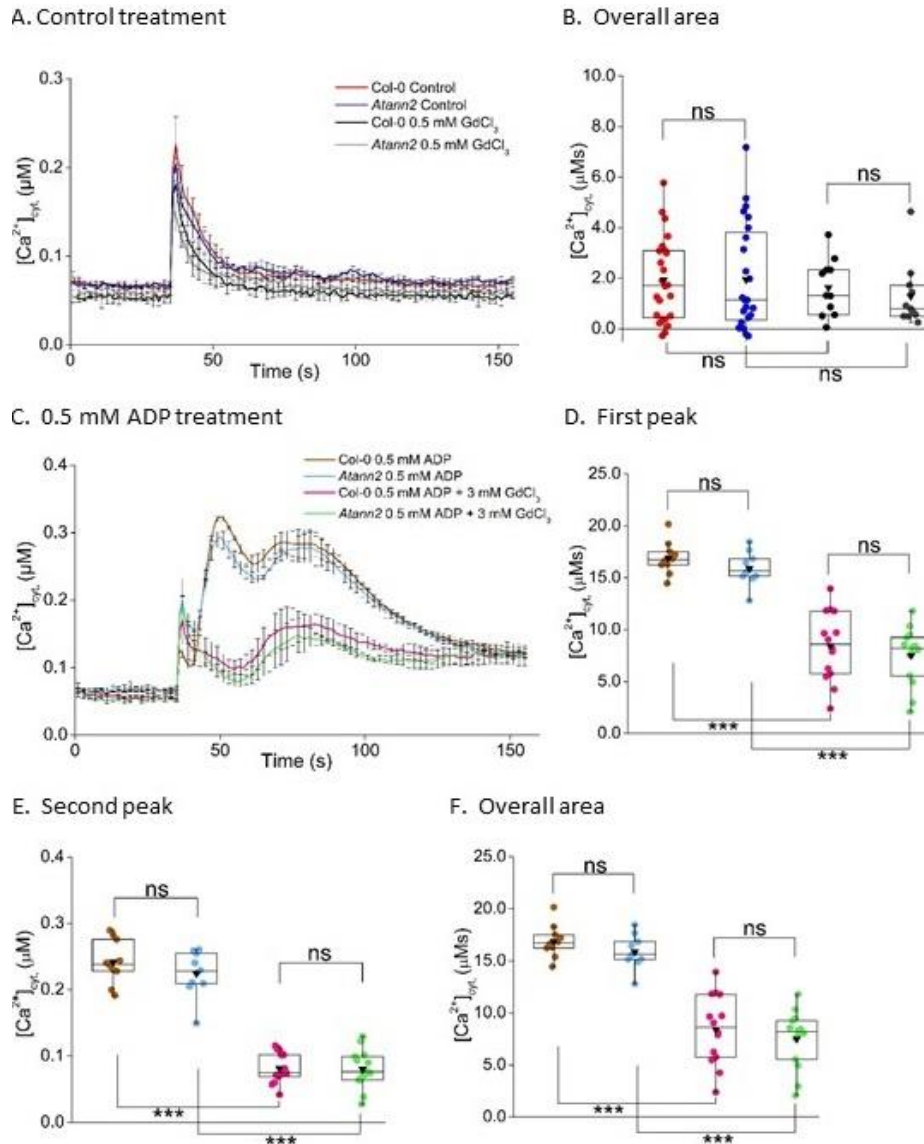 A. Control treatment
[Ca²⁺]cyt. (µM)
0.3
0.2
0.1
0.0
0
50
100
150
Time (s)
Col-0 Control
Atann2 Control
Col-0 0.5 mM GdCl₃
Atann2 0.5 mM GdCl₃
B. Overall area
[Ca²⁺]cyt. (µMs)
10.0
8.0
6.0
4.0
2.0
0.0
ns
ns
ns
ns
C. 0.5 mM ADP treatment
[Ca²⁺]cyt. (µM)
0.4
0.3
0.2
0.1
0.0
0
50
100
150
Time (s)
Col-0 0.5 mM ADP
Atann2 0.5 mM ADP
Col-0 0.5 mM ADP + 3 mM GdCl₃
Atann2 0.5 mM ADP + 3 mM GdCl₃
D. First peak
[Ca²⁺]cyt. (µMs)
25.0
20.0
15.0
10.0
5.0
0.0
ns
ns
***
***
E. Second peak
[Ca²⁺]cyt. (µM)
0.4
0.3
0.2
0.1
0.0
ns
ns
***
***
F. Overall area
[Ca²⁺]cyt. (µMs)
25.0
20.0
15.0
10.0
5.0
0.0
ns
ns
***
***